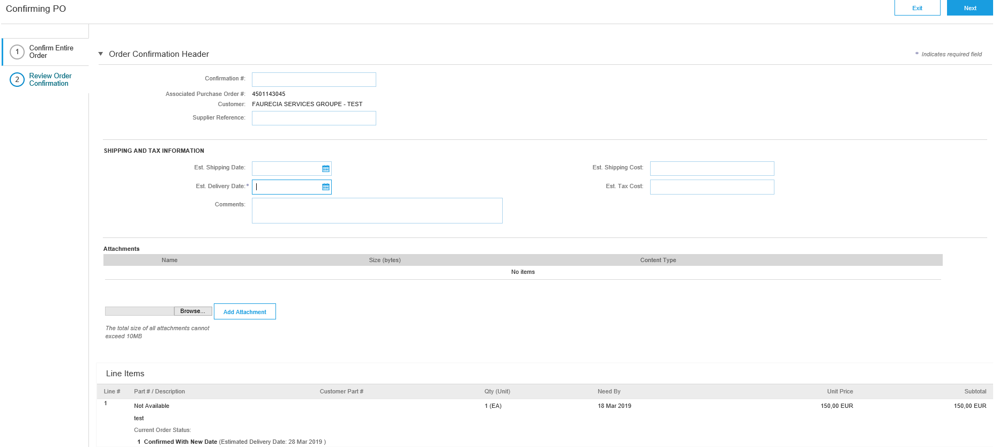 Confirming PO
Exit
Next
1
Confirm Entire
Order
2
Review Order
Confirmation
▼ Order Confirmation Header
* Indicates required field
Confirmation #:
Associated Purchase Order #: 4501143045
Customer: FAURECIA SERVICES GROUPE - TEST
Supplier Reference:
SHIPPING AND TAX INFORMATION
Est. Shipping Date:
Est. Shipping Cost:
Est. Delivery Date:*
Est. Tax Cost:
Comments:
Attachments
Name Size (bytes) Content Type
No items
Browse... Add Attachment
The total size of all attachments cannot
exceed 10MB
Line Items
Line # Part # / Description Customer Part # Qty (Unit) Need By Unit Price Subtotal
1 Not Available 1 (EA) 18 Mar 2019 150,00 EUR 150,00 EUR
test
Current Order Status:
1 Confirmed With New Date (Estimated Delivery Date: 28 Mar 2019 )